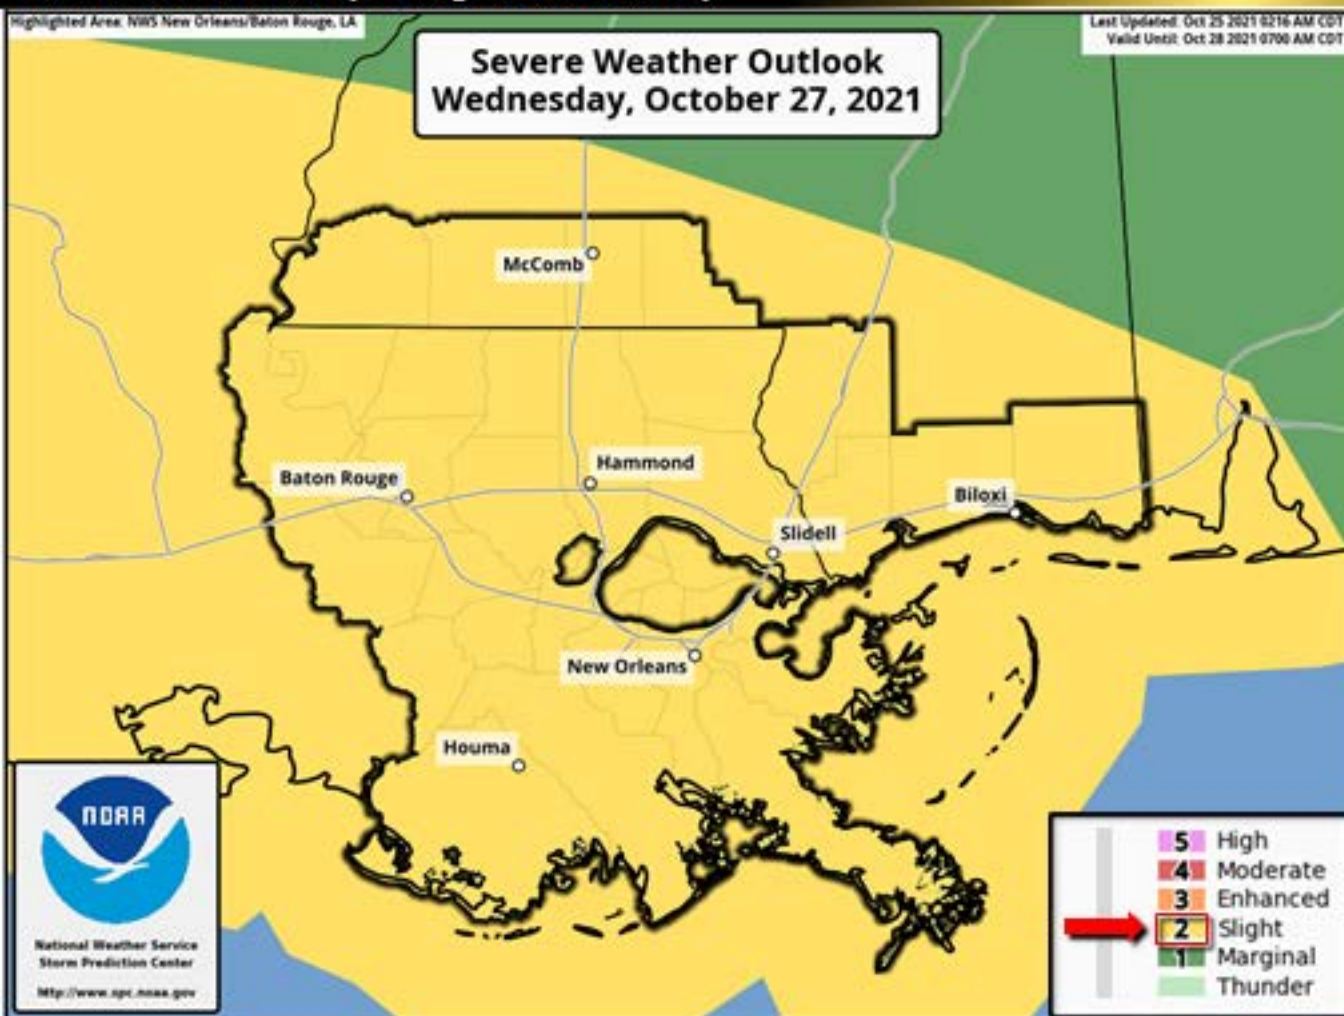 Highlighted Area: NWS New Orleans/Baton Rouge, LA
Last Updated: Oct 25 2021 0216 AM CDT
Valid Until: Oct 28 2021 0700 AM CDT
Severe Weather Outlook
Wednesday, October 27, 2021
McComb
Hammond
Baton Rouge
Biloxi
Slidell
New Orleans
Houma
NOAA
National Weather Service
Storm Prediction Center
http://www.spc.noaa.gov
5 High
4 Moderate
3 Enhanced
2 Slight
1 Marginal
Thunder